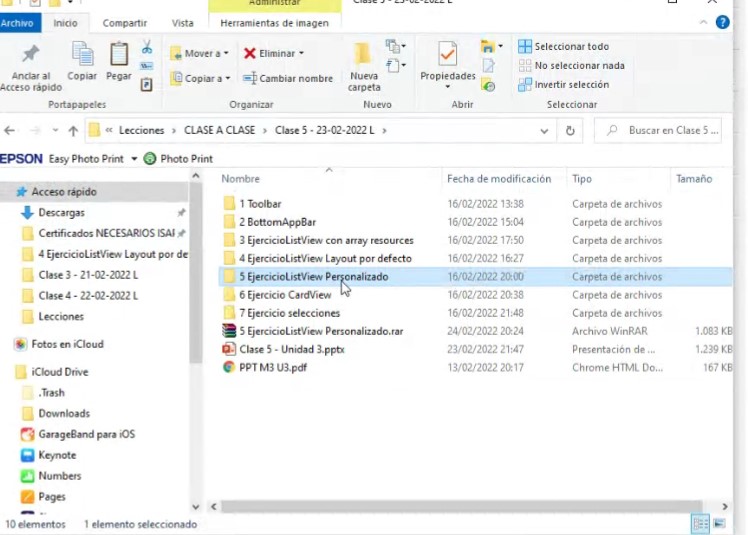 Administrar
Clase 5 - 23-02-2022 L
Archivo Inicio Compartir Vista Herramientas de imagen
Anclar al Acceso rápido
Copiar
Pegar
Mover a
Copiar a
Eliminar
Cambiar nombre
Nueva carpeta
Propiedades
Seleccionar todo
No seleccionar nada
Invertir selección
Portapapeles Organizar Nuevo Abrir Seleccionar
« Lecciones > CLASE A CLASE > Clase 5 - 23-02-2022 L >
Buscar en Clase 5 ...
EPSON Easy Photo Print Photo Print
Acceso rápido
Descargas
Certificados NECESARIOS ISAF
4 EjercicioListView Layout por de
Clase 3 - 21-02-2022 L
Clase 4 - 22-02-2022 L
Lecciones
Fotos en iCloud
iCloud Drive
.Trash
Downloads
GarageBand para iOS
Keynote
Numbers
Pages
Nombre Fecha de modificación Tipo Tamaño
1 Toolbar 16/02/2022 13:38 Carpeta de archivos
2 BottomAppBar 16/02/2022 15:04 Carpeta de archivos
3 EjercicioListView con array resources 16/02/2022 17:50 Carpeta de archivos
4 EjercicioListView Layout por defecto 16/02/2022 16:27 Carpeta de archivos
5 EjercicioListView Personalizado 16/02/2022 20:00 Carpeta de archivos
6 Ejercicio CardView 16/02/2022 20:38 Carpeta de archivos
7 Ejercicio selecciones 16/02/2022 21:48 Carpeta de archivos
5 EjercicioListView Personalizado.rar 24/02/2022 20:24 Archivo WinRAR 1.083 KB
Clase 5 - Unidad 3.pptx 23/02/2022 21:47 Presentación de ... 1.239 KB
PPT M3 U3.pdf 13/02/2022 20:17 Chrome HTML Do... 167 KB
10 elementos 1 elemento seleccionado